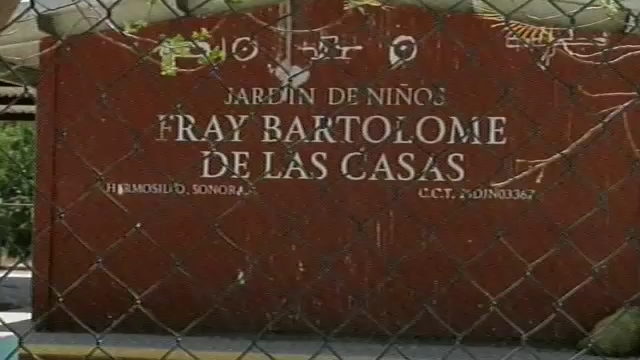 JARDIN DE NIÑOS
FRAY BARTOLOME
DE LAS CASAS
HERMOSILLO, SONORA. C.C.T.